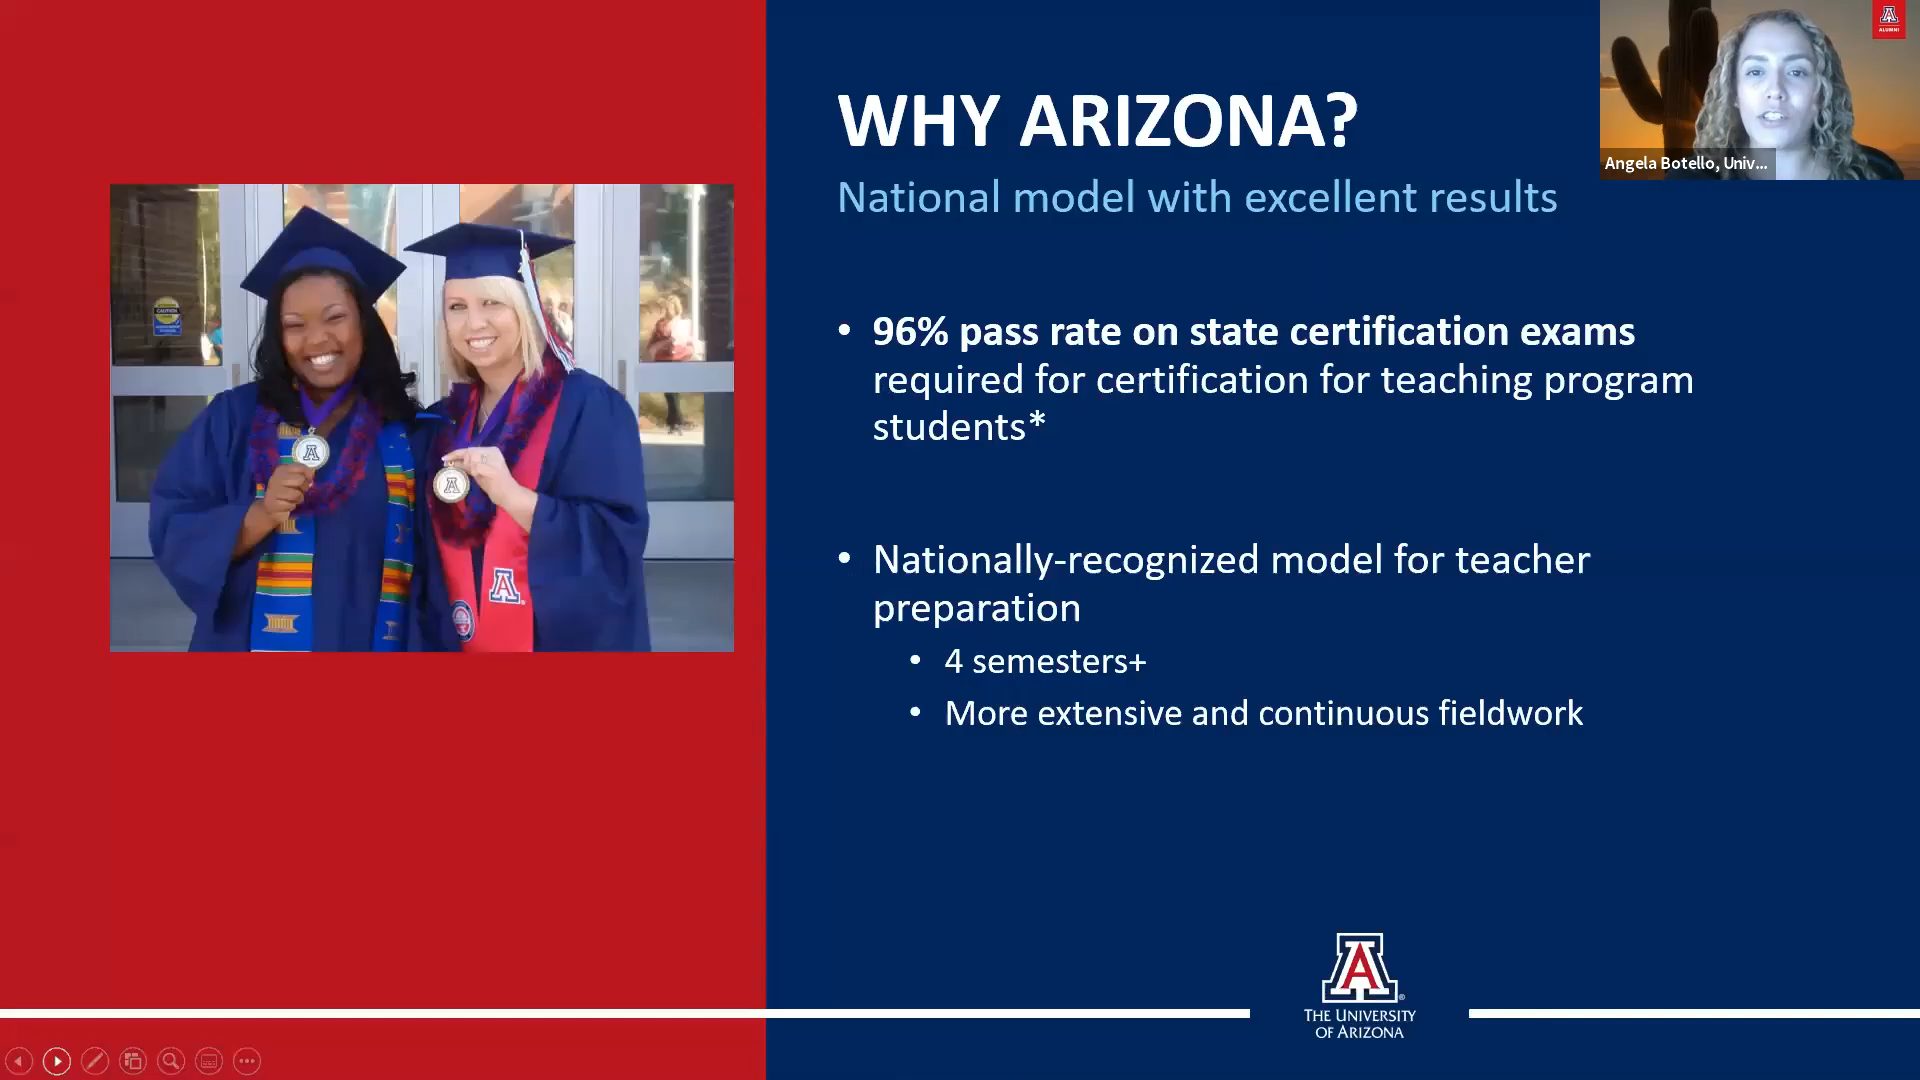 WHY ARIZONA?
National model with excellent results
• 96% pass rate on state certification exams
required for certification for teaching program
students*
• Nationally-recognized model for teacher
preparation
• 4 semesters+
• More extensive and continuous fieldwork
A
THE UNIVERSITY
OF ARIZONA
A
ALUMNI
Angela Botello, Univ...
CAUTION
A
A
A